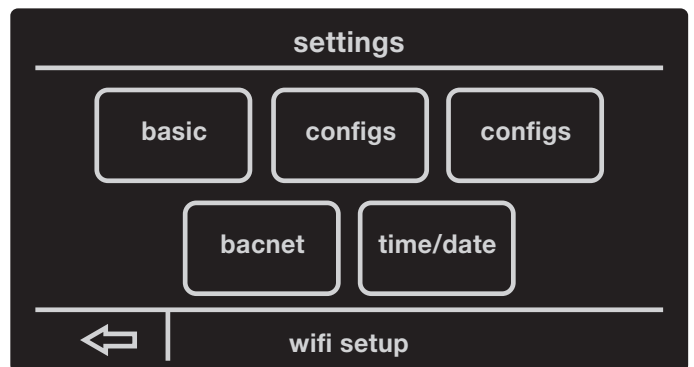 settings
basic configs configs
bacnet time/date
wifi setup